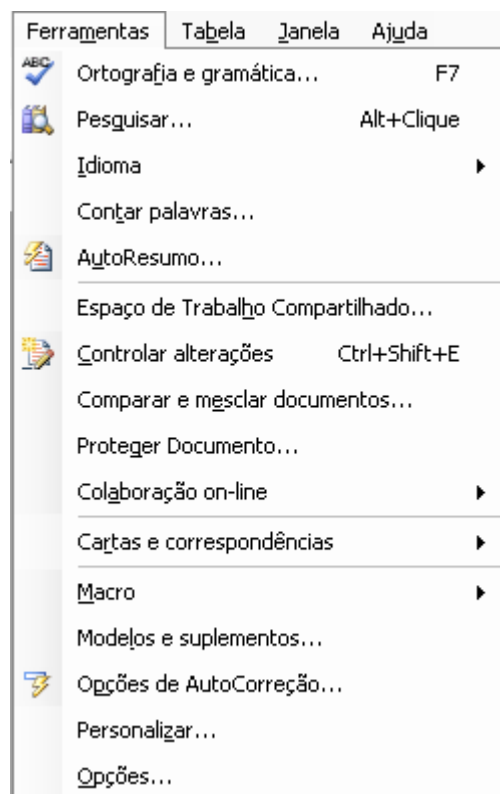 Ferramentas Tabela Janela Ajuda
ABC
Ortografia e gramática... F7
Pesquisar... Alt+Clique
Idioma
Contar palavras...
AutoResumo...
Espaço de Trabalho Compartilhado...
Controlar alterações Ctrl+Shift+E
Comparar e mesclar documentos...
Proteger Documento...
Colaboração on-line
Cartas e correspondências
Macro
Modelos e suplementos...
Opções de AutoCorreção...
Personalizar...
Opções...